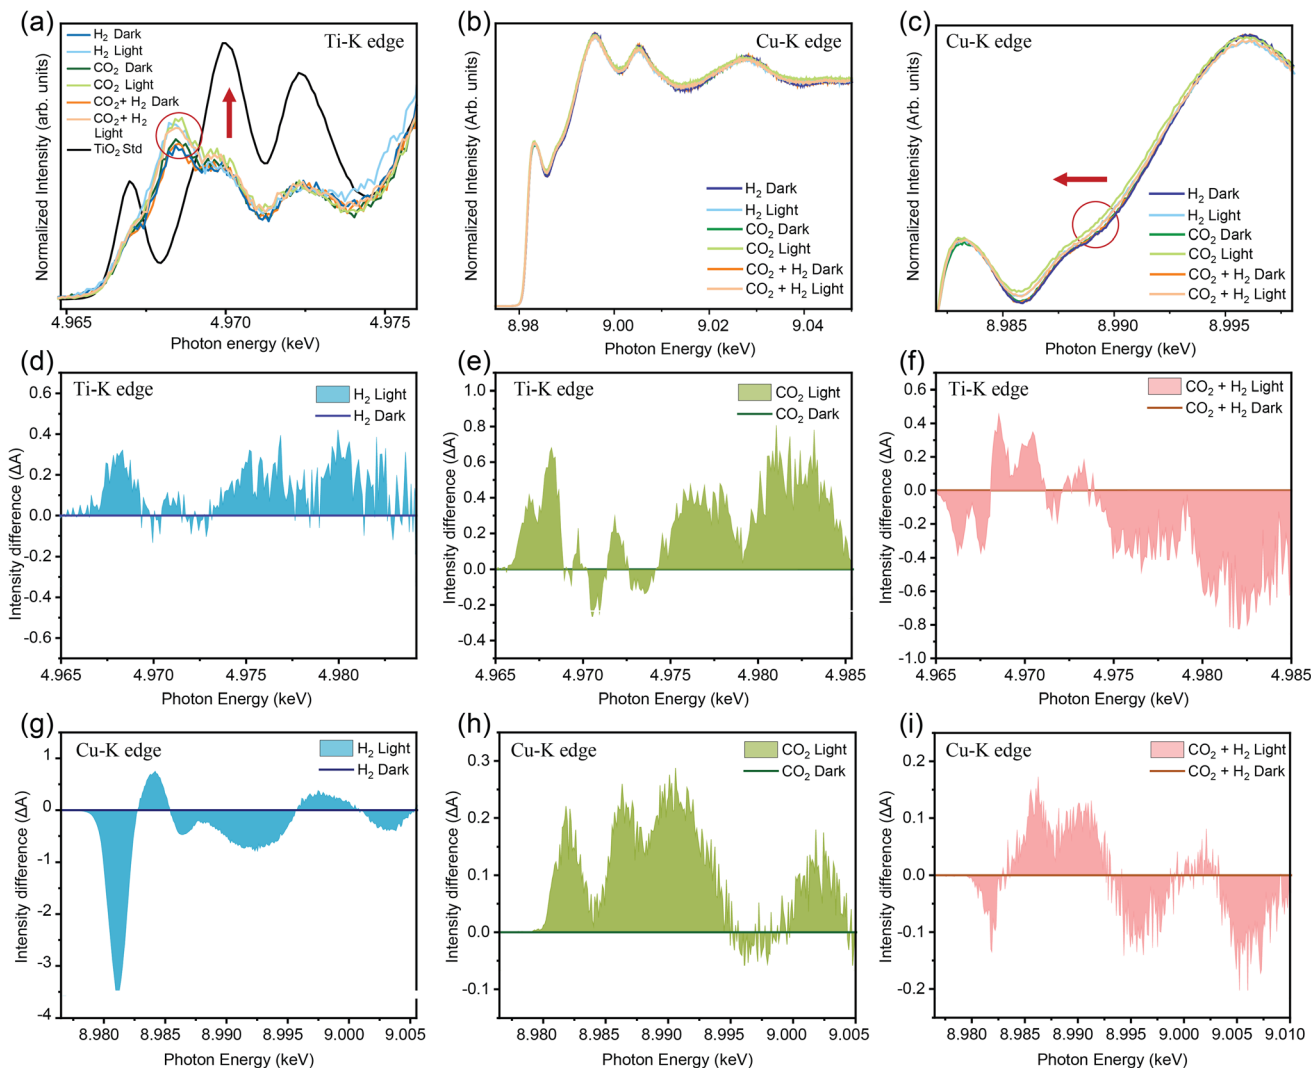 (a)
H2 Dark
H2 Light
CO2 Dark
CO2 Light
CO2+ H2 Dark
CO2+ H2
Light
TiO2 Std
Ti-K edge
Normalized Intensity (arb. units)
4.965 4.970 4.975
Photon energy (keV)
(b)
Cu-K edge
H2 Dark
H2 Light
CO2 Dark
CO2 Light
CO2 + H2 Dark
CO2 + H2 Light
Normalized Intenisity (Arb. units)
8.98 9.00 9.02 9.04
Photon Energy (keV)
(c)
Cu-K edge
H2 Dark
H2 Light
CO2 Dark
CO2 Light
CO2 + H2 Dark
CO2 + H2 Light
Normalized Intenisity (Arb. units)
8.985 8.990 8.995
Photon Energy (keV)
(d)
Ti-K edge
H2 Light
H2 Dark
Intensity difference (ΔA)
0.6
0.4
0.2
0.0
-0.2
-0.4
-0.6
4.965 4.970 4.975 4.980
Photon Energy (keV)
(e)
Ti-K edge
CO2 Light
CO2 Dark
Intensity difference (ΔA)
1.0
0.8
0.6
0.4
0.2
0.0
-0.2
-0.4
4.965 4.970 4.975 4.980 4.985
Photon Energy (keV)
(f)
Ti-K edge
CO2 + H2 Light
CO2 + H2 Dark
Intensity difference (ΔA)
0.6
0.4
0.2
0.0
-0.2
-0.4
-0.6
-0.8
-1.0
4.965 4.970 4.975 4.980 4.985
Photon Energy (keV)
(g)
Cu-K edge
H2 Light
H2 Dark
Intensity difference (ΔA)
1
0
-1
-2
-3
-4
8.980 8.985 8.990 8.995 9.000 9.005
Photon Energy (keV)
(h)
Cu-K edge
CO2 Light
CO2 Dark
Intensity difference (ΔA)
0.3
0.2
0.1
0.0
-0.1
8.980 8.985 8.990 8.995 9.000 9.005
Photon Energy (keV)
(i)
Cu-K edge
CO2 + H2 Light
CO2 + H2 Dark
Intensity difference (ΔA)
0.2
0.1
0.0
-0.1
-0.2
8.980 8.985 8.990 8.995 9.000 9.005 9.010
Photon Energy (keV)